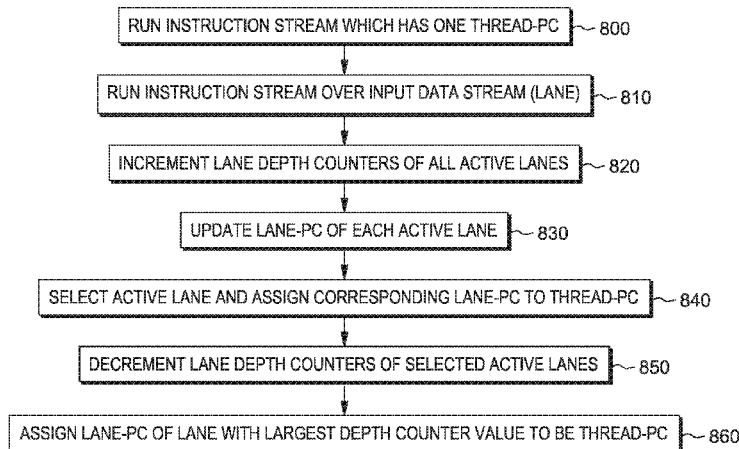 RUN INSTRUCTION STREAM WHICH HAS ONE THREAD-PC 800
RUN INSTRUCTION STREAM OVER INPUT DATA STREAM (LANE) 810
INCREMENT LANE DEPTH COUNTERS OF ALL ACTIVE LANES 820
UPDATE LANE-PC OF EACH ACTIVE LANE 830
SELECT ACTIVE LANE AND ASSIGN CORRESPONDING LANE-PC TO THREAD-PC 840
DECREMENT LANE DEPTH COUNTERS OF SELECTED ACTIVE LANES 850
ASSIGN LANE-PC OF LANE WITH LARGEST DEPTH COUNTER VALUE TO BE THREAD-PC 860